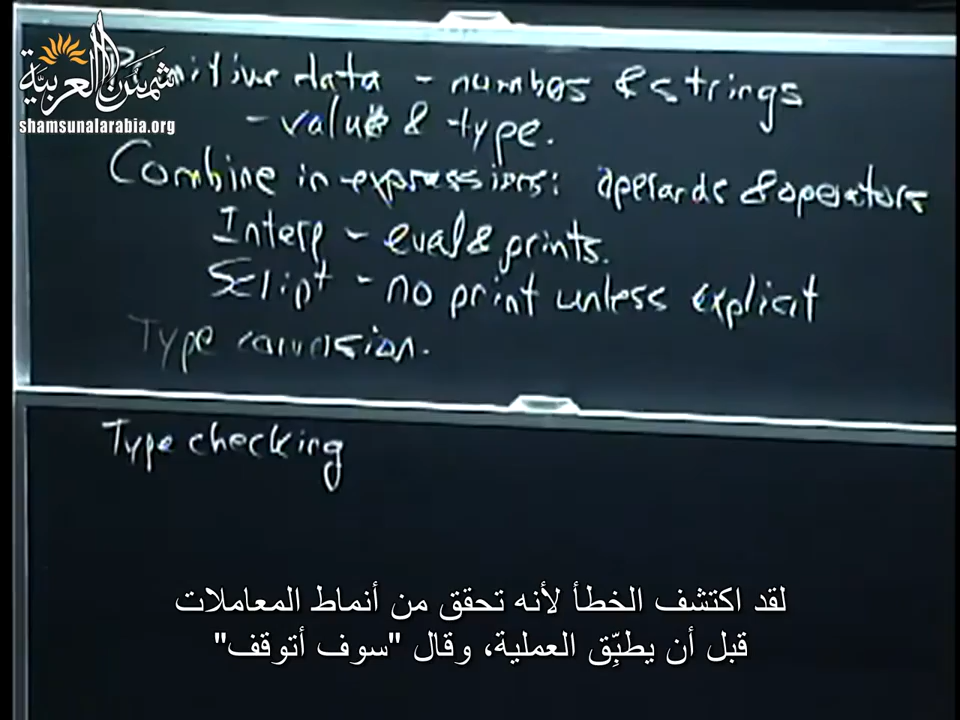 شمس العربية
shamsunalarabia.org
Primitive data - numbers & strings
- value & type.
Combine in expressions: operands & operators
Interp - eval & prints.
Script - no print unless explicit
Type conversion.
Type checking
لقد اكتشف الخطأ لأنه تحقق من أنماط المعاملات
قبل أن يطبِّق العملية، وقال "سوف أتوقف"